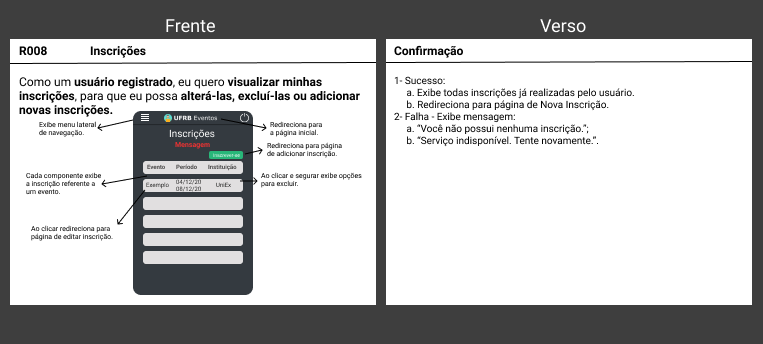 Frente
Verso
R008 Inscrições
Como um usuário registrado, eu quero visualizar minhas
inscrições, para que eu possa alterá-las, excluí-las ou adicionar
novas inscrições.
Exibe menu lateral
de navegação.
UFRB Eventos
Redireciona para
a página inicial.
Inscrições
Mensagem
Redireciona para página
de adicionar inscrição.
Inscrever-se
Evento Período Instituição
Cada componente exibe
a inscrição referente a
um evento.
Exemplo 04/12/20 08/12/20 UniEx
Ao clicar e segurar exibe opções
para excluir.
Ao clicar redireciona para
página de editar inscrição.
Confirmação
1- Sucesso:
a. Exibe todas inscrições já realizadas pelo usuário.
b. Redireciona para página de Nova Inscrição.
2- Falha - Exibe mensagem:
a. “Você não possui nenhuma inscrição.”;
b. “Serviço indisponível. Tente novamente.”.